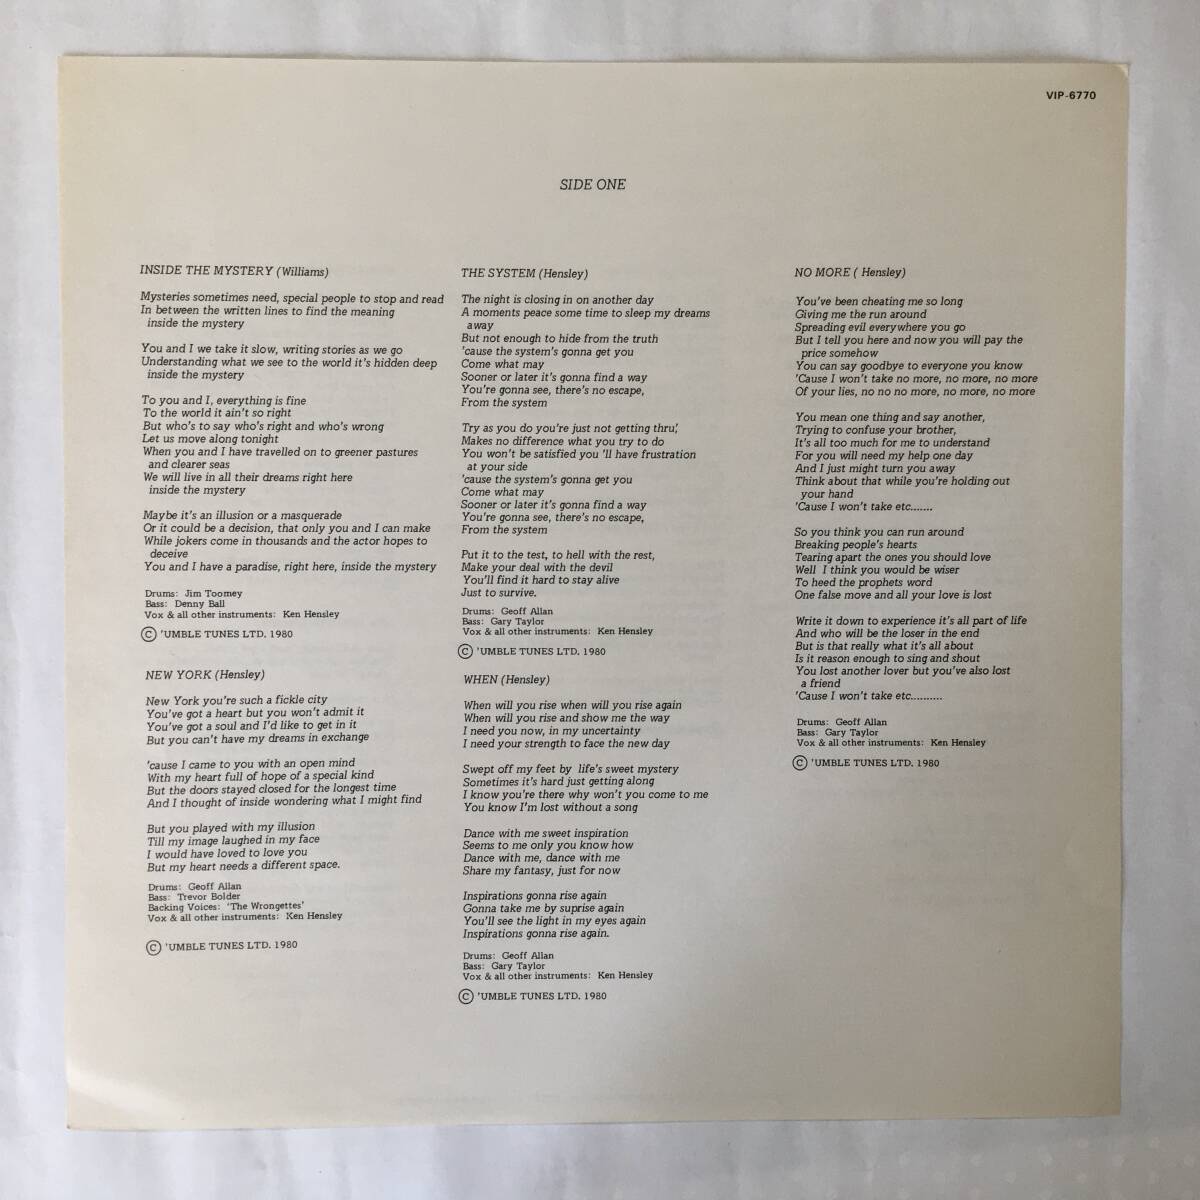 VIP-6770
SIDE ONE
INSIDE THE MYSTERY (Williams)
Mysteries sometimes need, special people to stop and read
In between the written lines to find the meaning
inside the mystery
You and I we take it slow, writing stories as we go
Understanding what we see to the world it's hidden deep
inside the mystery
To you and I, everything is fine
To the world it ain't so right
But who's to say who's right and who's wrong
Let us move along tonight
When you and I have travelled on to greener pastures
and clearer seas
We will live in all their dreams right here
inside the mystery
Maybe it's an illusion or a masquerade
Or it could be a decision, that only you and I can make
While jokers come in thousands and the actor hopes to
deceive
You and I have a paradise, right here, inside the mystery
Drums: Jim Toomey
Bass: Denny Ball
Vox & all other instruments: Ken Hensley
© 'UMBLE TUNES LTD. 1980
NEW YORK (Hensley)
New York you're such a fickle city
You've got a heart but you won't admit it
You've got a soul and I'd like to get in it
But you can't have my dreams in exchange
'cause I came to you with an open mind
With my heart full of hope of a special kind
But the doors stayed closed for the longest time
And I thought of inside wondering what I might find
But you played with my illusion
Till my image laughed in my face
I would have loved to love you
But my heart needs a different space.
Drums: Geoff Allan
Bass: Trevor Bolder
Backing Voices: 'The Wrongettes'
Vox & all other instruments: Ken Hensley
© 'UMBLE TUNES LTD. 1980
THE SYSTEM (Hensley)
The night is closing in on another day
A moments peace some time to sleep my dreams
away
But not enough to hide from the truth
'cause the system's gonna get you
Come what may
Sooner or later it's gonna find a way
You're gonna see, there's no escape,
From the system
Try as you do you're just not getting thru,'
Makes no difference what you try to do
You won't be satisfied you 'll have frustration
at your side
'cause the system's gonna get you
Come what may
Sooner or later it's gonna find a way
You're gonna see, there's no escape,
From the system
Put it to the test, to hell with the rest,
Make your deal with the devil
You'll find it hard to stay alive
Just to survive.
Drums: Geoff Allan
Bass: Gary Taylor
Vox & all other instruments: Ken Hensley
© 'UMBLE TUNES LTD. 1980
WHEN (Hensley)
When will you rise when will you rise again
When will you rise and show me the way
I need you now, in my uncertainty
I need your strength to face the new day
Swept off my feet by life's sweet mystery
Sometimes it's hard just getting along
I know you're there why won't you come to me
You know I'm lost without a song
Dance with me sweet inspiration
Seems to me only you know how
Dance with me, dance with me
Share my fantasy, just for now
Inspirations gonna rise again
Gonna take me by suprise again
You'll see the light in my eyes again
Inspirations gonna rise again.
Drums: Geoff Allan
Bass: Gary Taylor
Vox & all other instruments: Ken Hensley
© 'UMBLE TUNES LTD. 1980
NO MORE ( Hensley)
You've been cheating me so long
Giving me the run around
Spreading evil everywhere you go
But I tell you here and now you will pay the
price somehow
You can say goodbye to everyone you know
'Cause I won't take no more, no more, no more
Of your lies, no no no more, no more, no more
You mean one thing and say another,
Trying to confuse your brother,
It's all too much for me to understand
For you will need my help one day
And I just might turn you away
Think about that while you're holding out
your hand
'Cause I won't take etc.......
So you think you can run around
Breaking people's hearts
Tearing apart the ones you should love
Well I think you would be wiser
To heed the prophets word
One false move and all your love is lost
Write it down to experience it's all part of life
And who will be the loser in the end
But is that really what it's all about
Is it reason enough to sing and shout
You lost another lover but you've also lost
a friend
'Cause I won't take etc..........
Drums: Geoff Allan
Bass: Gary Taylor
Vox & all other instruments: Ken Hensley
© 'UMBLE TUNES LTD. 1980